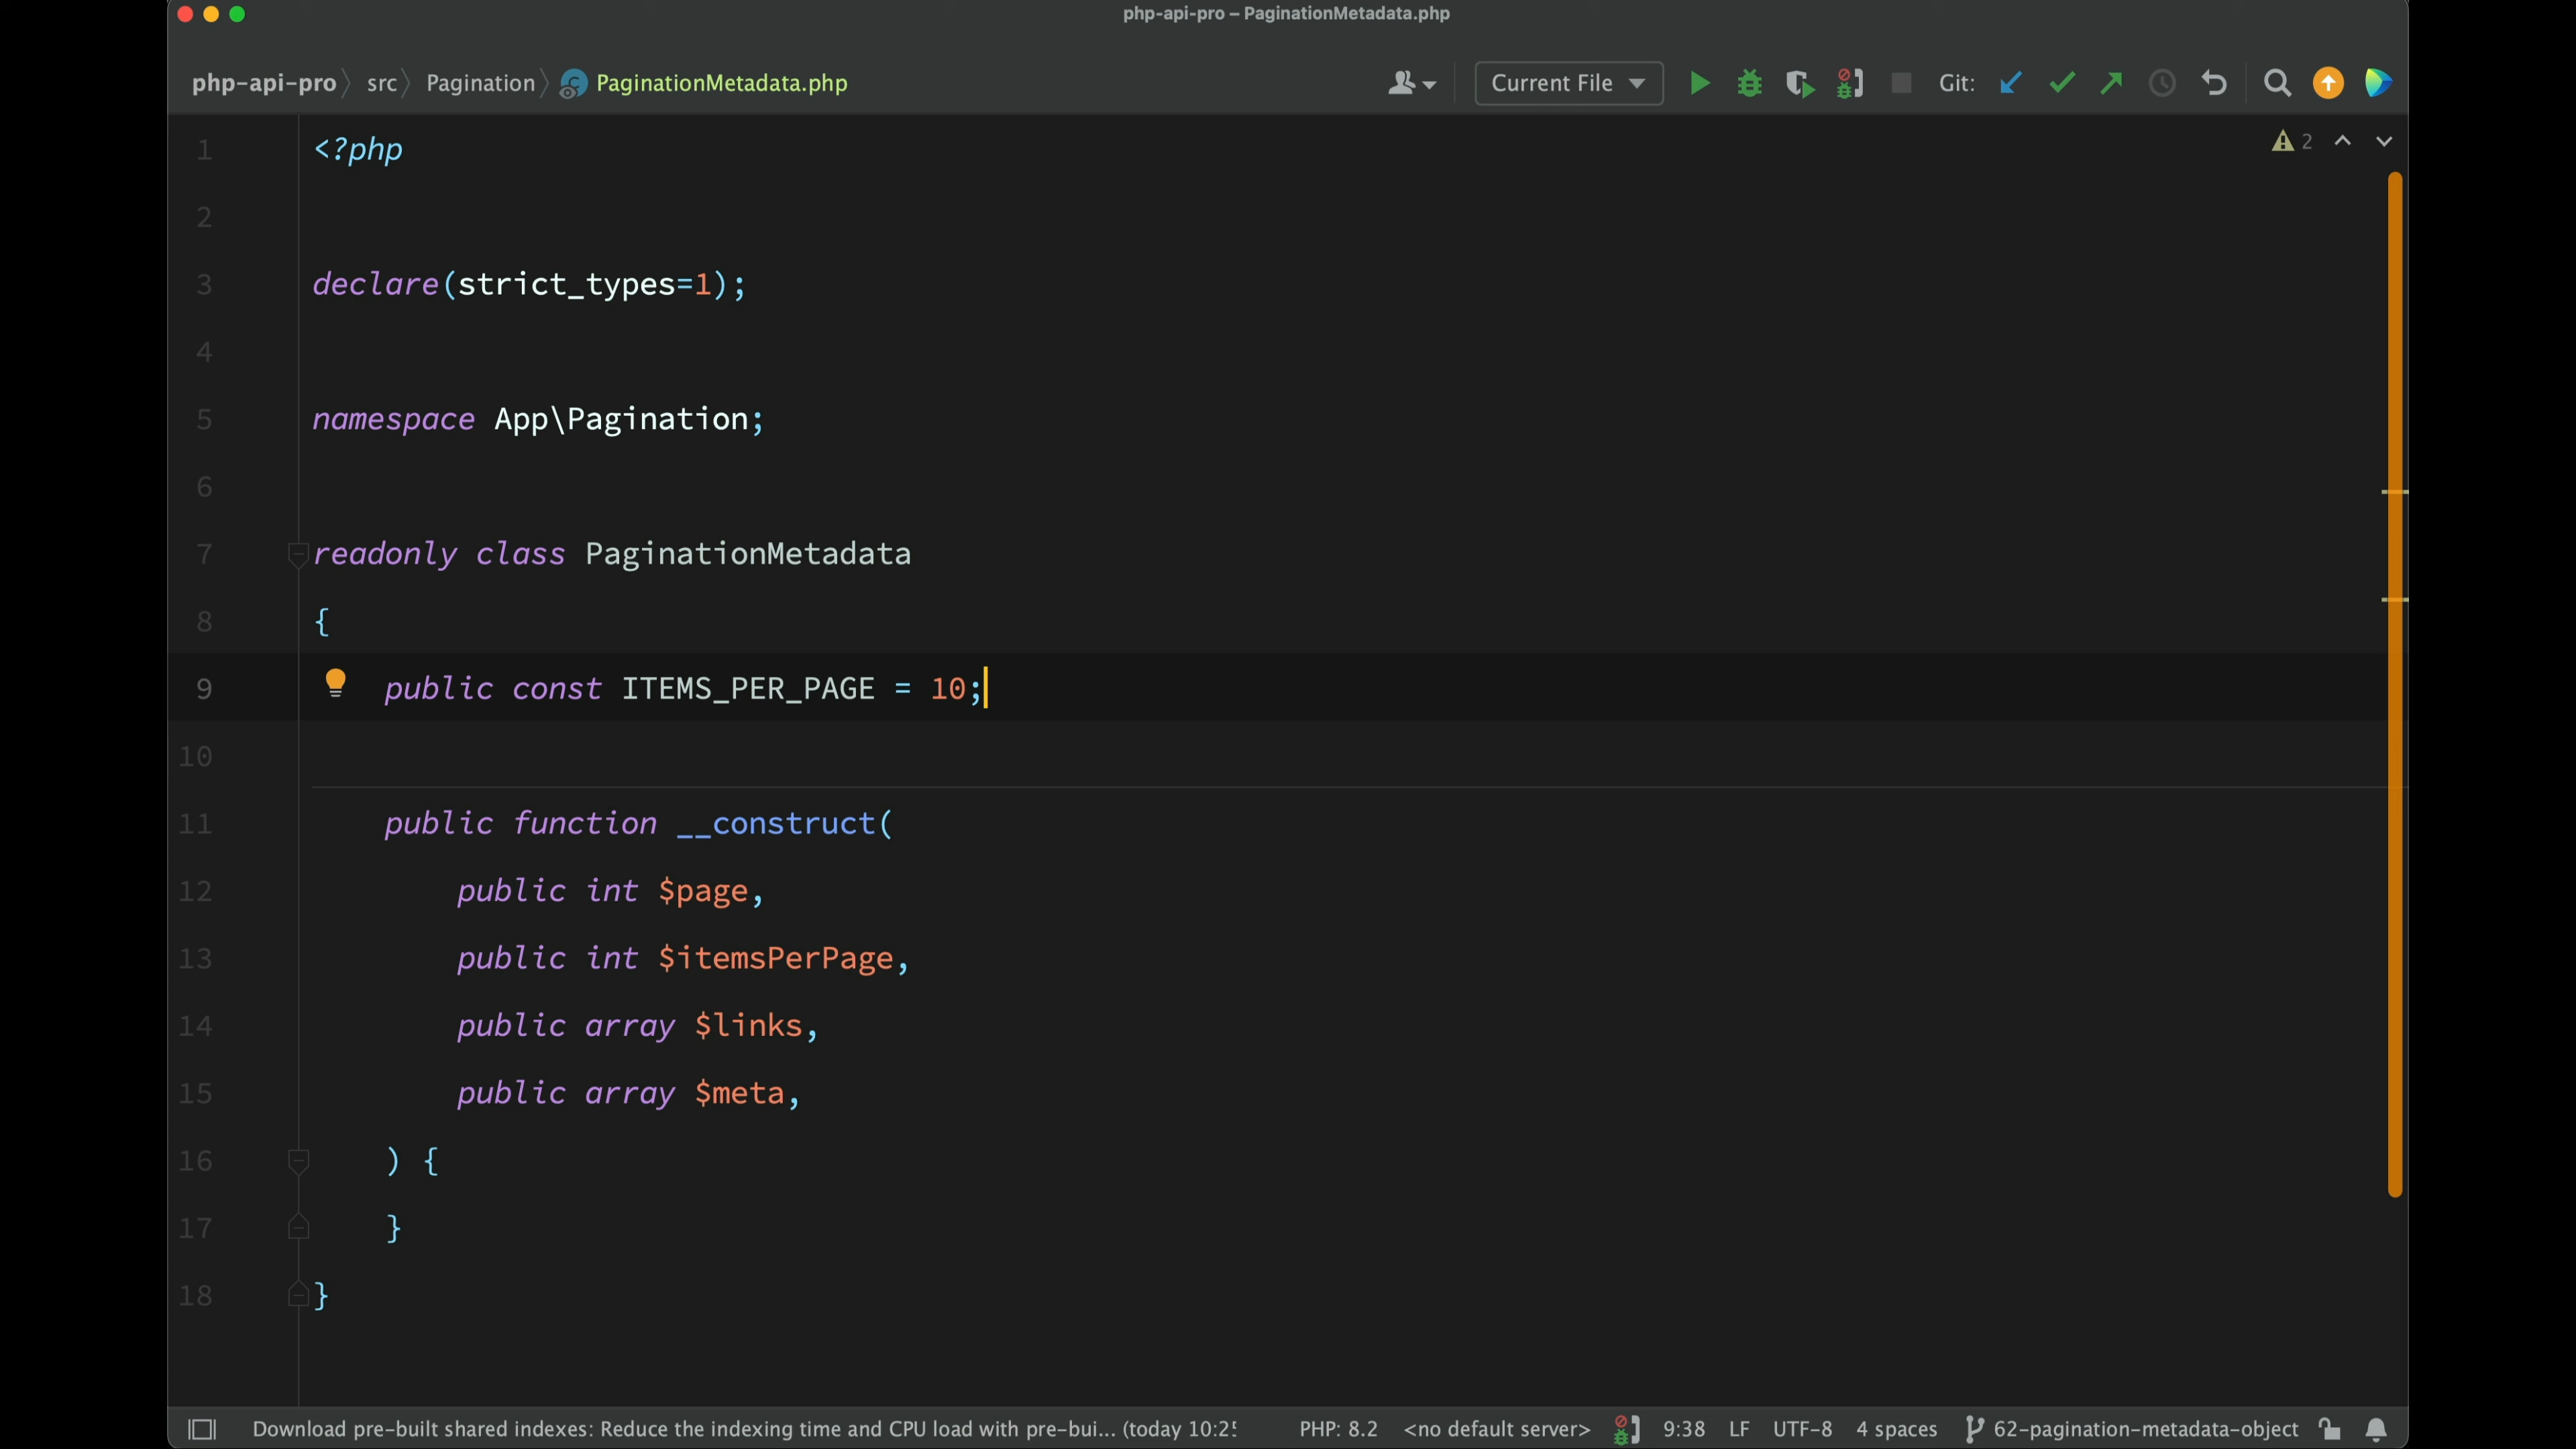 php-api-pro – PaginationMetadata.php
php-api-pro src Pagination PaginationMetadata.php Current File Git:
2
1 <?php
2
3 declare(strict_types=1);
4
5 namespace App\Pagination;
6
7 readonly class PaginationMetadata
8 {
9 public const ITEMS_PER_PAGE = 10;
10
11 public function __construct(
12 public int $page,
13 public int $itemsPerPage,
14 public array $links,
15 public array $meta,
16 ) {
17 }
18 }
Download pre-built shared indexes: Reduce the indexing time and CPU load with pre-bui... (today 10:25 PHP: 8.2 <no default server> 9:38 LF UTF-8 4 spaces 62-pagination-metadata-object